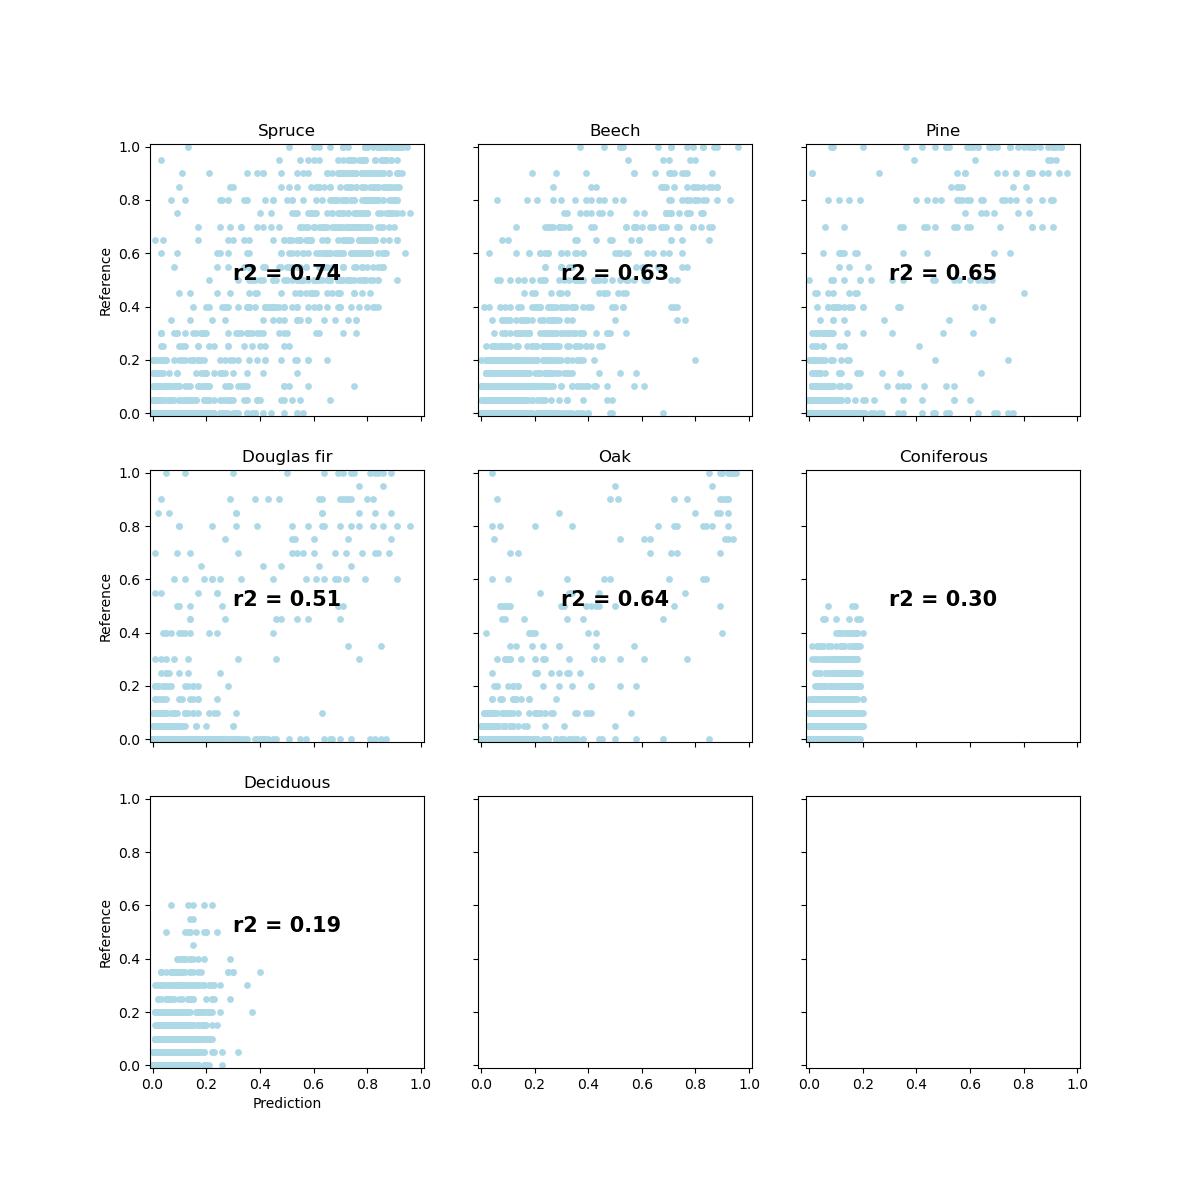 Spruce Beech Pine
1.0
0.8
0.6
0.4
0.2
0.0
Reference
r2 = 0.74 r2 = 0.63 r2 = 0.65
Douglas fir Oak Coniferous
1.0
0.8
0.6
0.4
0.2
0.0
Reference
r2 = 0.51 r2 = 0.64 r2 = 0.30
Deciduous
1.0
0.8
0.6
0.4
0.2
0.0
Reference
r2 = 0.19
0.0 0.2 0.4 0.6 0.8 1.0 0.0 0.2 0.4 0.6 0.8 1.0 0.0 0.2 0.4 0.6 0.8 1.0
Prediction